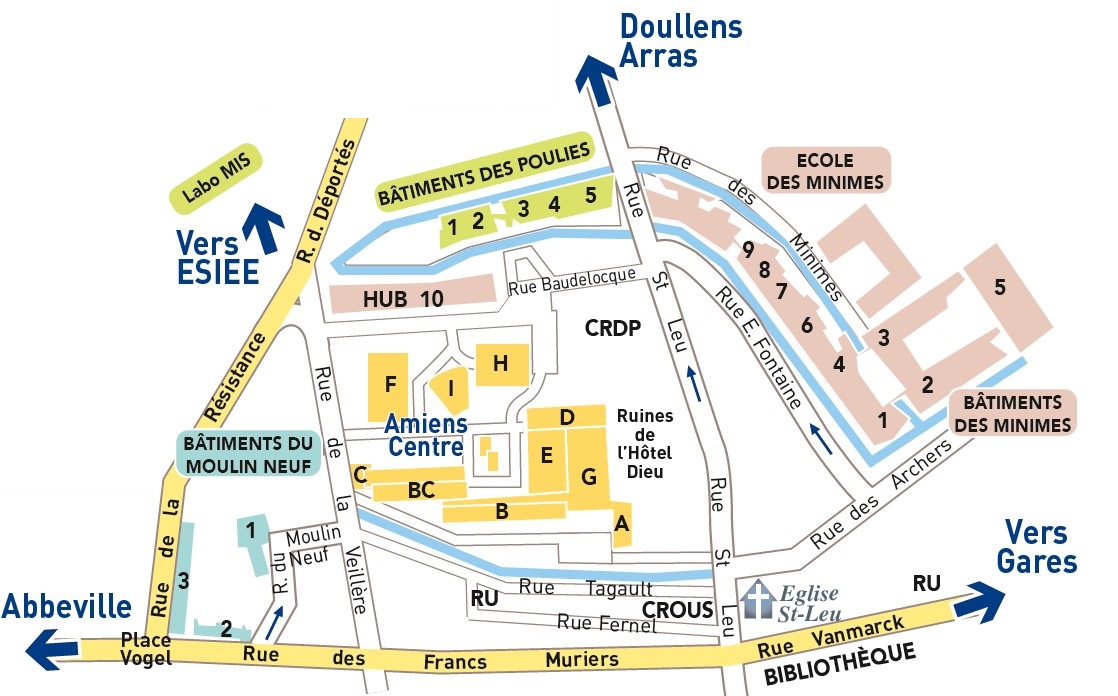 Doullens
Arras
Labo MIS
Vers
ESIEE
R. d. Déportés
BÂTIMENTS DES POULIES
1
2
3
4
5
Rue
des
Minimes
ECOLE
DES MINIMES
HUB 10
Rue Baudelocque
CRDP
Rue
St
Leu
Rue E. Fontaine
9
8
7
6
4
1
3
2
5
BÂTIMENTS
DES MINIMES
Rue de la
Résistance
Rue
de
la
Veillère
F
I
H
Amiens
Centre
D
E
G
C
BC
B
A
Ruines
de
l'Hôtel
Dieu
BÂTIMENTS DU
MOULIN NEUF
1
3
2
R. du
Moulin
Neuf
Rue
St
Leu
Rue des Archers
Vers
Gares
RU
Rue Tagault
RU
CROUS
Rue Fernel
Eglise
St-Leu
Abbeville
Place
Vogel
Rue des Francs Muriers
Rue Vanmarck
BIBLIOTHÈQUE